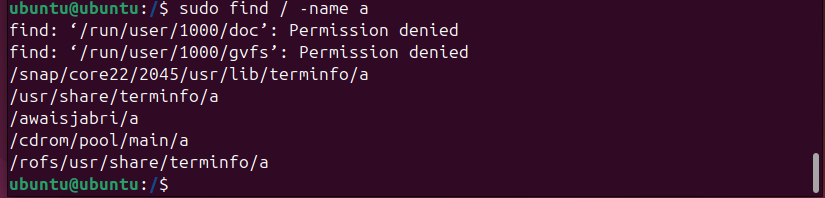 ubuntu@ubuntu:/$ sudo find / -name a
find: ‘/run/user/1000/doc’: Permission denied
find: ‘/run/user/1000/gvfs’: Permission denied
/snap/core22/2045/usr/lib/terminfo/a
/usr/share/terminfo/a
/awaisjabri/a
/cdrom/pool/main/a
/rofs/usr/share/terminfo/a
ubuntu@ubuntu:/$